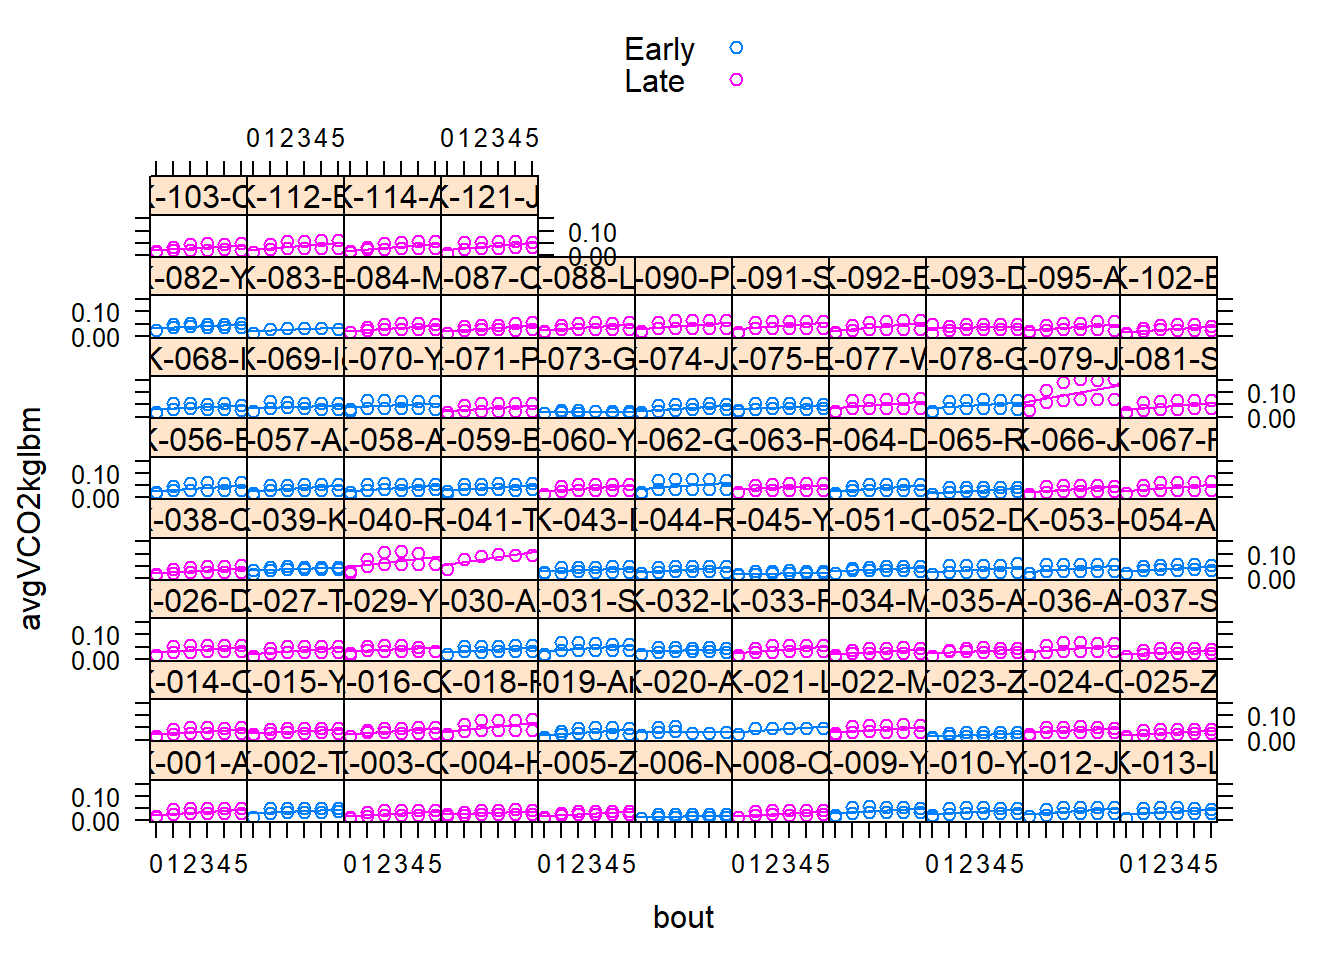 Early
Late
012345 012345
K-103-C K-112-E K-114-A K-121-J
0.10
0.00
-082-Y K-083-E -084-M -087-C -088-L -090-P -091-S -092-E -093-D -095-A -102-E
0.10
0.00
K-068- K-069-I -070-Y -071-P -073-G -074-J K-075-E -077-V -078-G -079-J -081-S
0.10
0.00
K-056-E -057-A -058-A -059-E -060-Y -062-G -063-R -064-D -065-R -066-J K-067-F
0.10
0.00
-038-C -039-K -040-R -041-T K-043- -044-R -045-Y -051-C -052-D K-053- -054-A
0.10
0.00
-026-D K-027-T -029-Y -030-A -031-S K-032-L -033-F -034-M -035-A -036-A -037-S
0.10
0.00
-014-C K-015-Y -016-C K-018-F 019-A -020-A K-021-L -022-M -023-Z -024-C -025-Z
0.10
0.00
-001-A K-002-T -003-C K-004-H -005-Z -006-N -008-O -009-Y -010-Y -012-J K-013-L
0.10
0.00
012345 012345 012345 012345 012345 012345
avgVCO2kglbm
bout